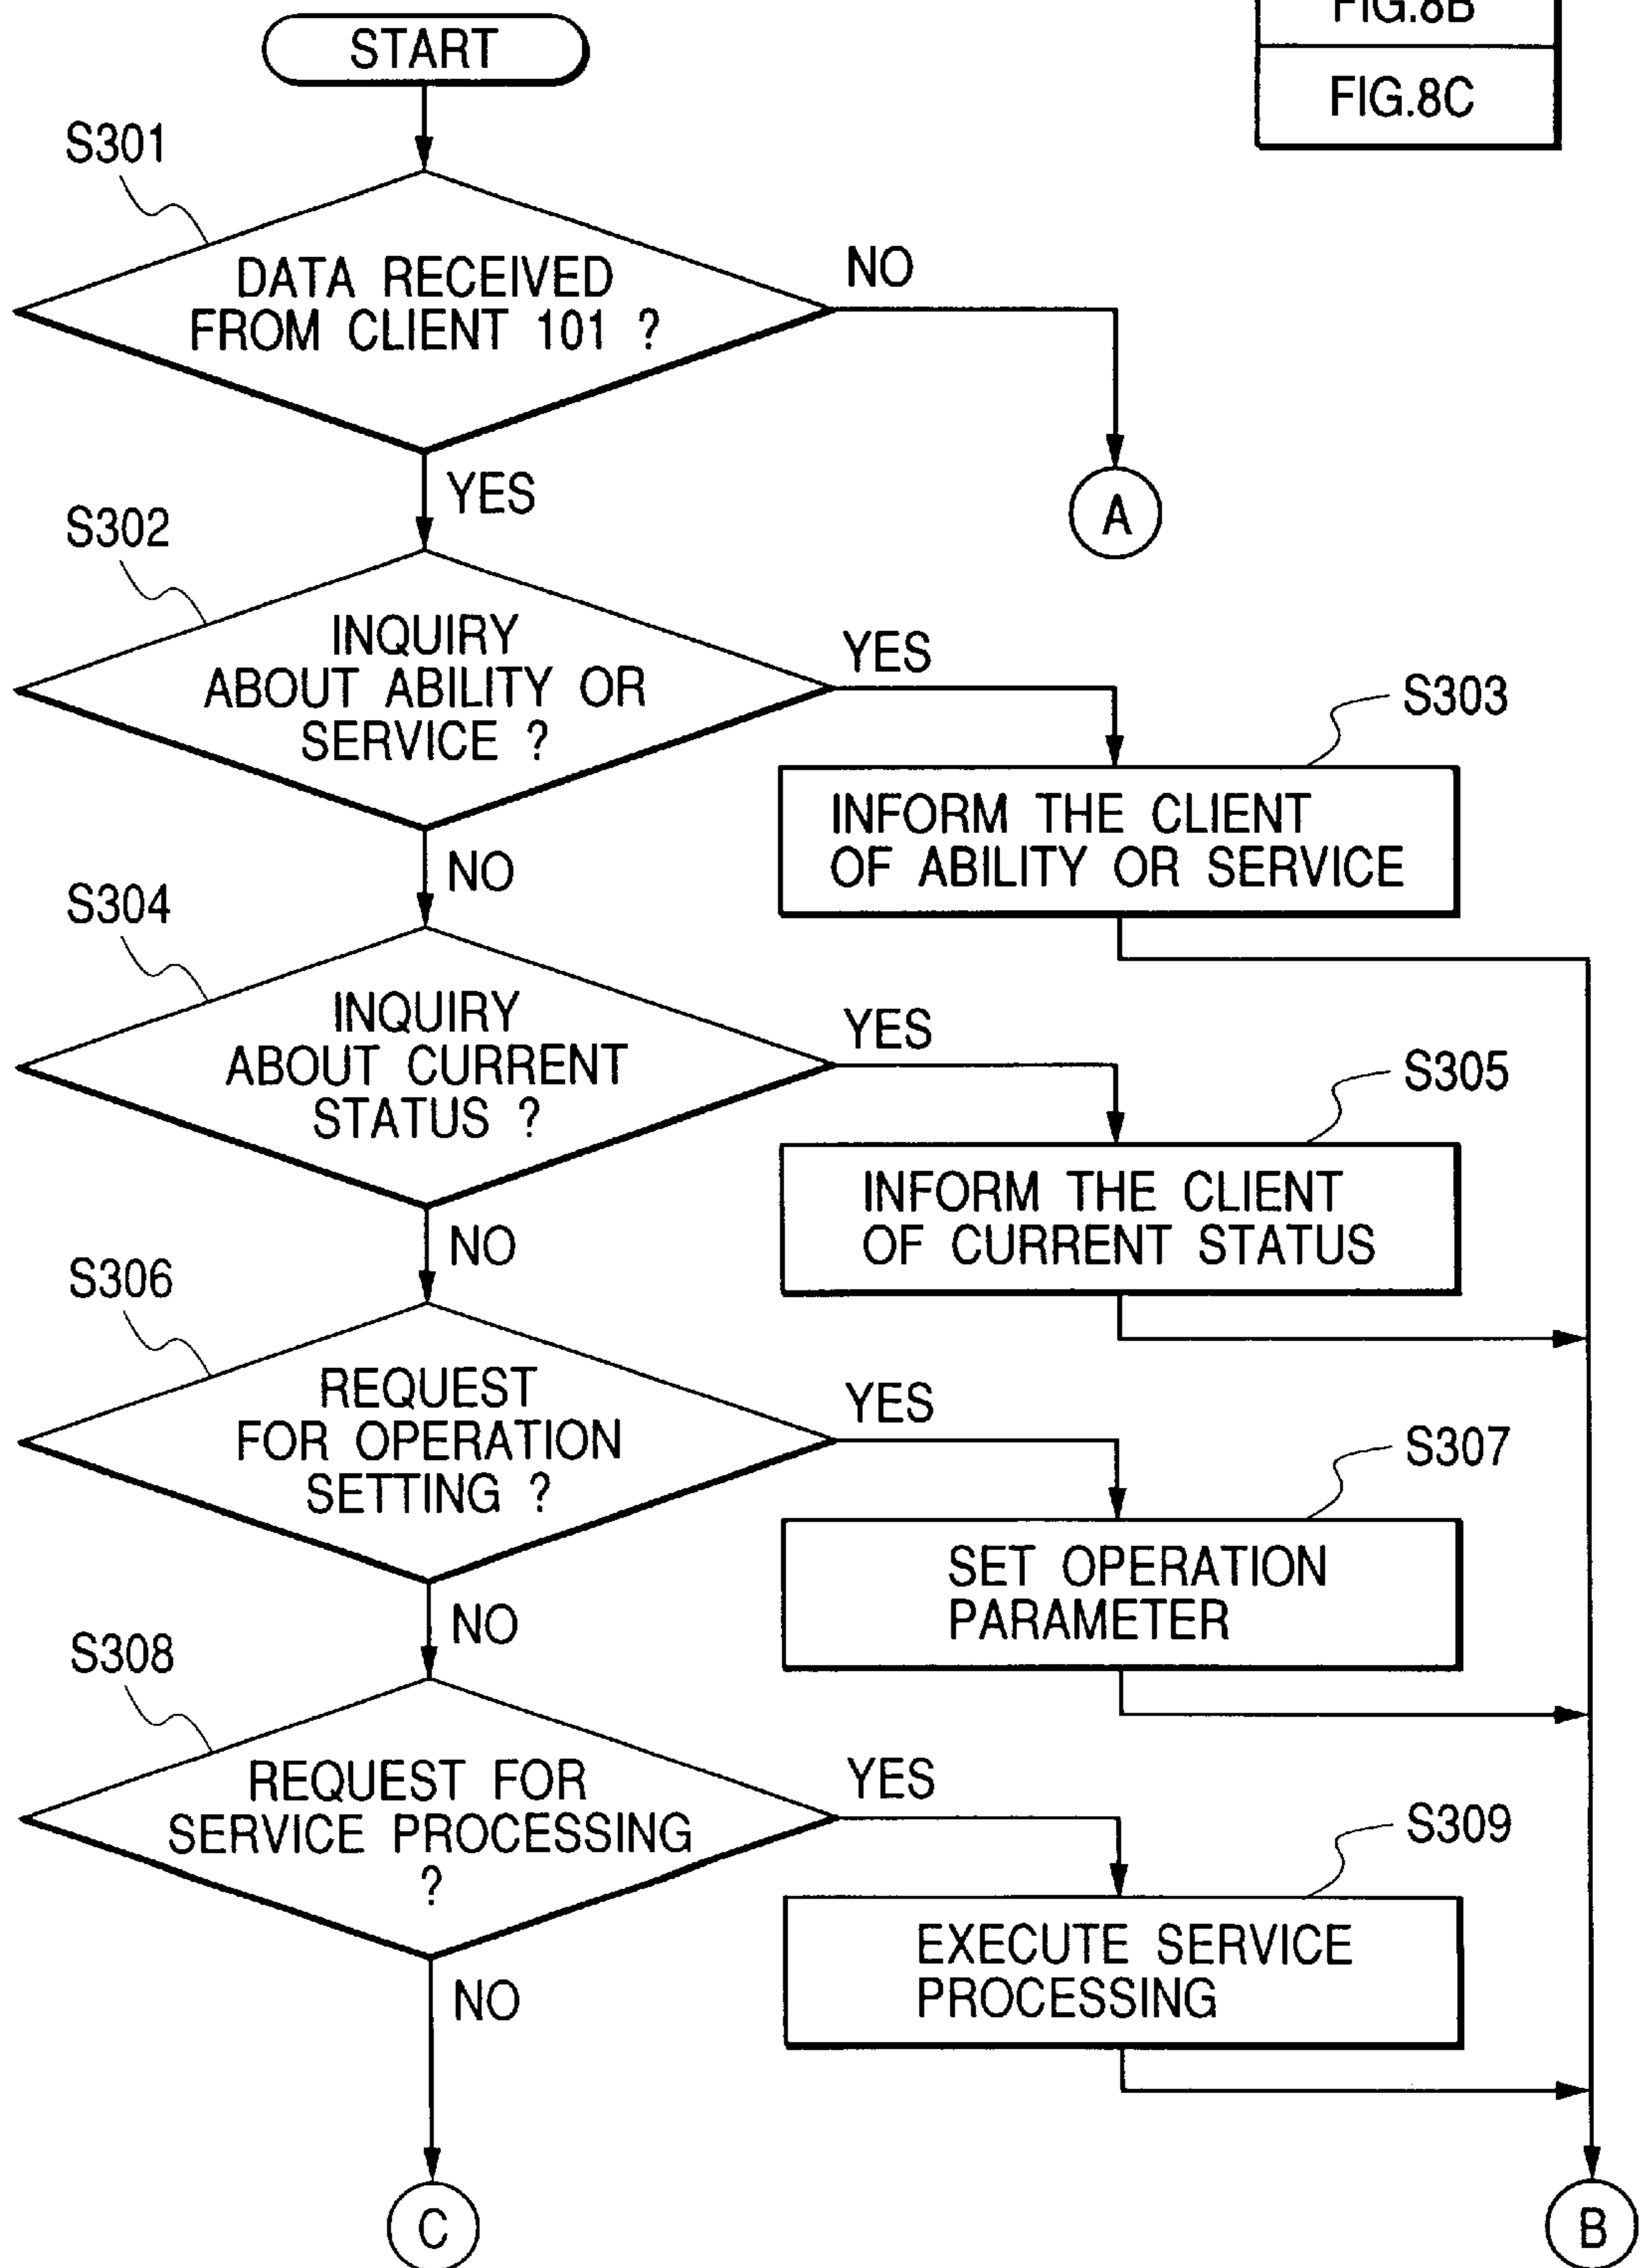 FIG.8B
START
FIG.8C
S301
DATA RECEIVED
FROM CLIENT 101 ?
NO
A
YES
S302
INQUIRY
ABOUT ABILITY OR
SERVICE ?
YES
S303
INFORM THE CLIENT
OF ABILITY OR SERVICE
NO
S304
INQUIRY
ABOUT CURRENT
STATUS ?
YES
S305
INFORM THE CLIENT
OF CURRENT STATUS
NO
S306
REQUEST
FOR OPERATION
SETTING ?
YES
S307
SET OPERATION
PARAMETER
NO
S308
REQUEST FOR
SERVICE PROCESSING
?
YES
S309
EXECUTE SERVICE
PROCESSING
NO
C
B